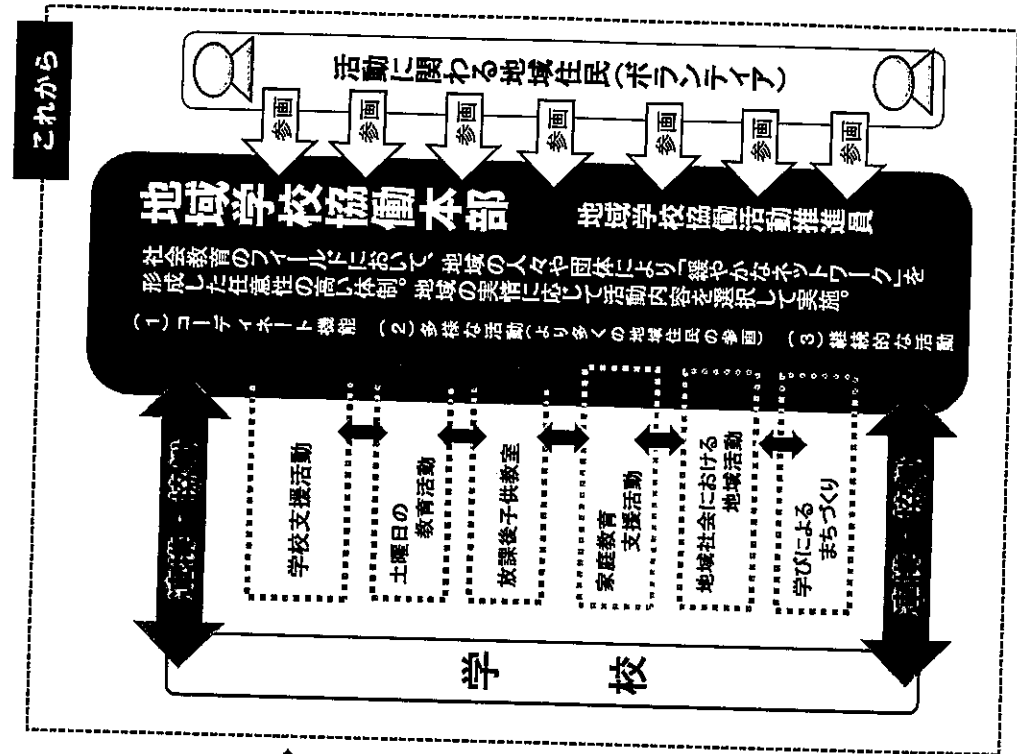 これから
活動に関わる地域住民(ボランティア)
参画
参画
参画
参画
参画
参画
参画
地域学校協働本部
地域学校協働活動推進員
社会教育のフィールドにおいて、地域の人々や団体により「緩やかなネットワーク」を
形成した任意性の高い体制。地域の実情に応じて活動内容を選択して実施。
(1)コーディネート機能 (2)多様な活動(より多くの地域住民の参画) (3)継続的な活動
連携・協働
学校支援活動
土曜日の
教育活動
放課後子供教室
家庭教育
支援活動
地域社会における
地域活動
学びによる
まちづくり
連携・協働
学校